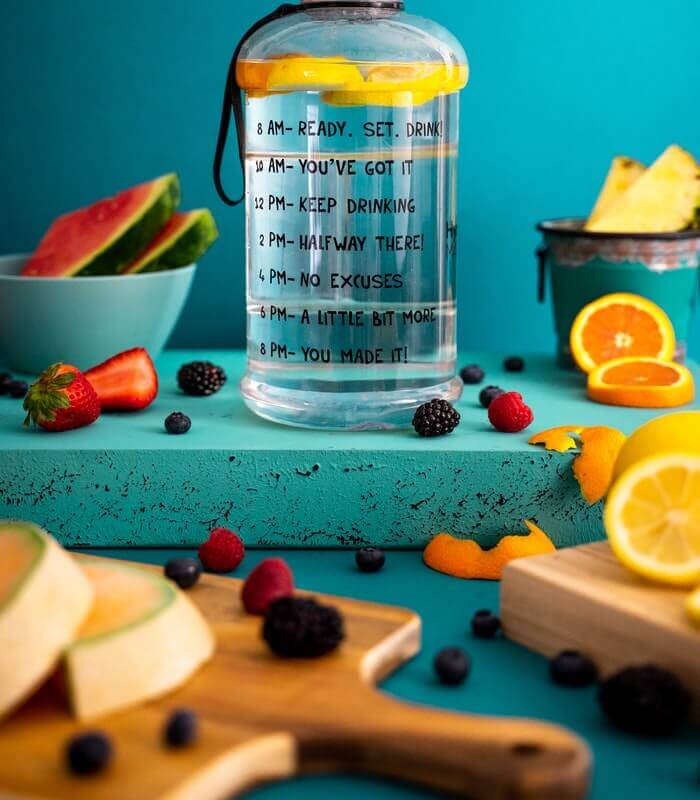 8 AM- READY. SET. DRINK!
10 AM- YOU'VE GOT IT
12 PM- KEEP DRINKING
2 PM- HALFWAY THERE!
4 PM- NO EXCUSES
6 PM- A LITTLE BIT MORE
8 PM- YOU MADE IT!